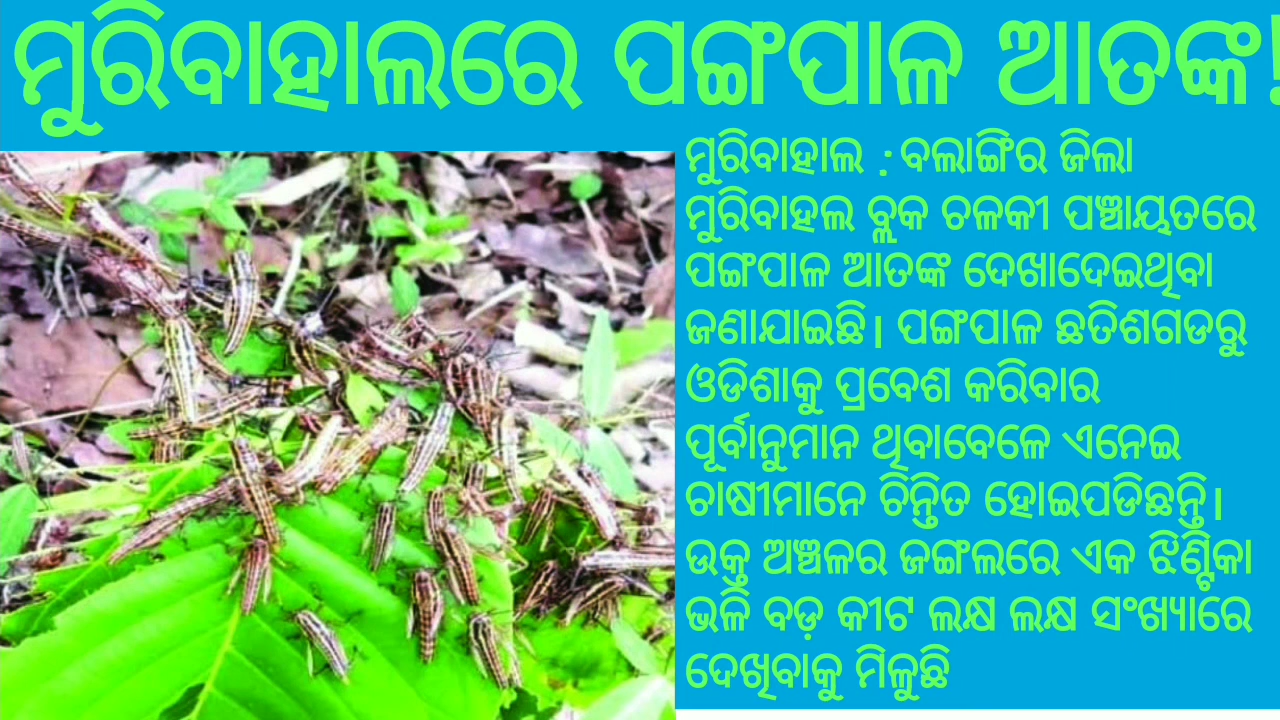 ମୁରିବାହାଲରେ ପଙ୍ଗପାଳ ଆତଙ୍କ!
ମୁରିବାହାଲ : ବଲାଙ୍ଗିର ଜିଲା
ମୁରିବାହଲ ବ୍ଲକ ଚଳକୀ ପଞ୍ଚାୟତରେ
ପଙ୍ଗପାଳ ଆତଙ୍କ ଦେଖାଦେଇଥିବା
ଜଣାଯାଇଛି। ପଙ୍ଗପାଳ ଛତିଶଗଡରୁ
ଓଡିଶାକୁ ପ୍ରବେଶ କରିବାର
ପୂର୍ବାନୁମାନ ଥିବାବେଳେ ଏନେଇ
ଚାଷୀମାନେ ଚିନ୍ତିତ ହୋଇପଡିଛନ୍ତି।
ଉକ୍ତ ଅଞ୍ଚଳର ଜଙ୍ଗଲରେ ଏକ ଝିଣ୍ଟିକା
ଭଳି ବଡ଼ କୀଟ ଲକ୍ଷ ଲକ୍ଷ ସଂଖ୍ୟାରେ
ଦେଖିବାକୁ ମିଳୁଛି